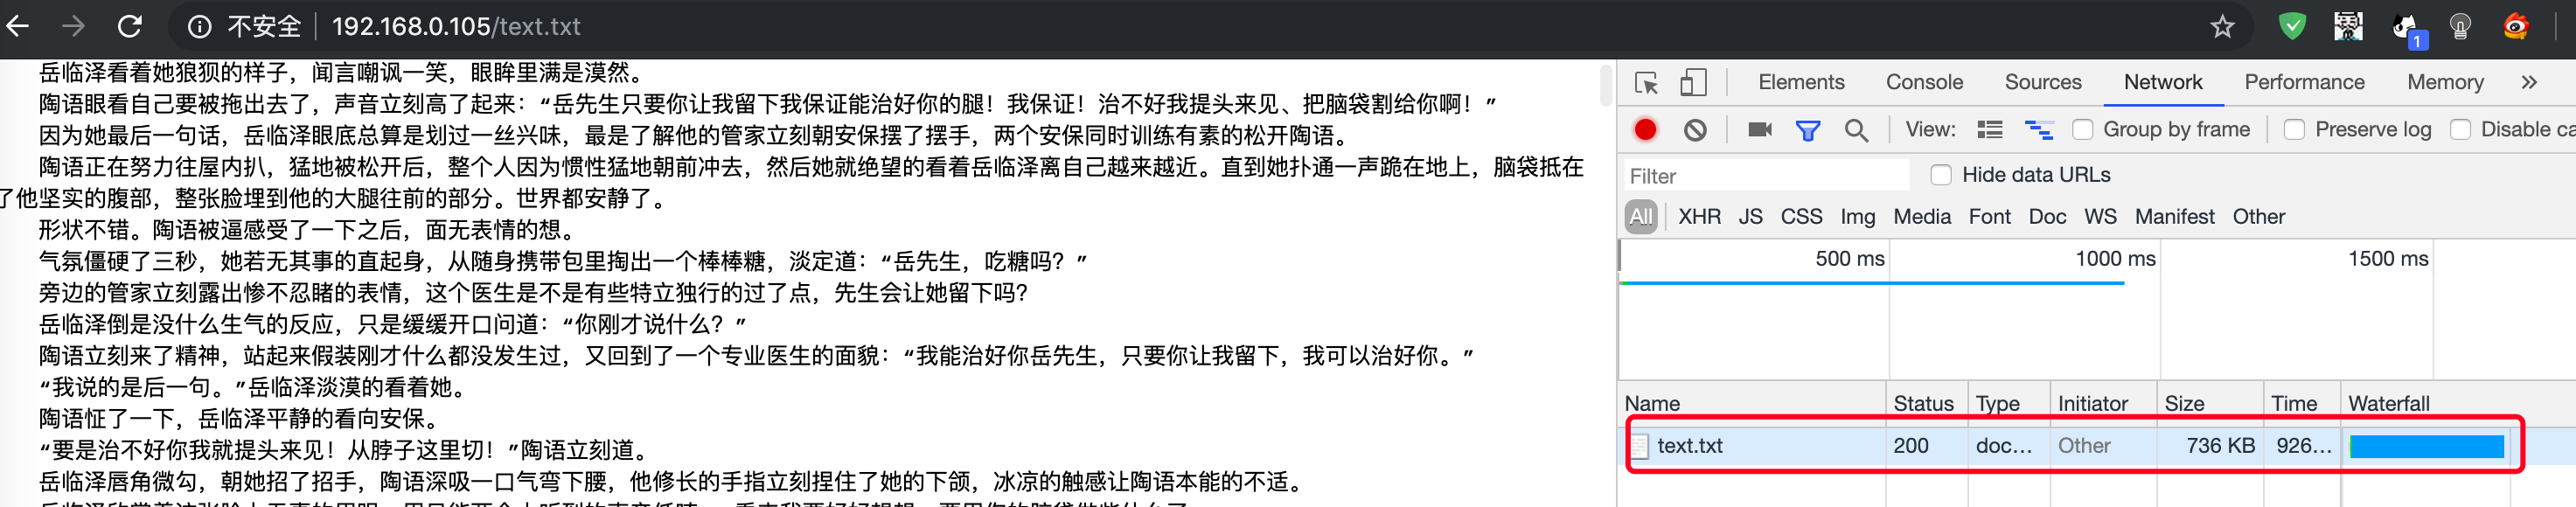 不安全 192.168.0.105/text.txt
1
岳临泽看着她狼狈的样子，闻言嘲讽一笑，眼眸里满是漠然。
陶语眼看自己要被拖出去了，声音立刻高了起来：“岳先生只要你让我留下我保证能治好你的腿！我保证！治不好我提头来见、把脑袋割给你啊！”
因为她最后一句话，岳临泽眼底总算是划过一丝兴味，最是了解他的管家立刻朝安保摆了摆手，两个安保同时训练有素的松开陶语。
陶语正在努力往屋内扒，猛地被松开后，整个人因为惯性猛地朝前冲去，然后她就绝望的看着岳临泽离自己越来越近。直到她扑通一声跪在地上，脑袋抵在
了他坚实的腹部，整张脸埋到他的大腿往前的部分。世界都安静了。
形状不错。陶语被逼感受了一下之后，面无表情的想。
气氛僵硬了三秒，她若无其事的直起身，从随身携带包里掏出一个棒棒糖，淡定道：“岳先生，吃糖吗？”
旁边的管家立刻露出惨不忍睹的表情，这个医生是不是有些特立独行的过了点，先生会让她留下吗？
岳临泽倒是没什么生气的反应，只是缓缓开口问道：“你刚才说什么？”
陶语立刻来了精神，站起来假装刚才什么都没发生过，又回到了一个专业医生的面貌：“我能治好你岳先生，只要你让我留下，我可以治好你。”
“我说的是后一句。”岳临泽淡漠的看着她。
陶语怔了一下，岳临泽平静的看向安保。
“要是治不好你我就提头来见！从脖子这里切！”陶语立刻道。
岳临泽唇角微勾，朝她招了招手，陶语深吸一口气弯下腰，他修长的手指立刻捏住了她的下颌，冰凉的触感让陶语本能的不适。
Elements Console Sources Network Performance Memory
View: Group by frame Preserve log Disable ca
Filter Hide data URLs
All XHR JS CSS Img Media Font Doc WS Manifest Other
500 ms 1000 ms 1500 ms
Name Status Type Initiator Size Time Waterfall
text.txt 200 doc... Other 736 KB 926...